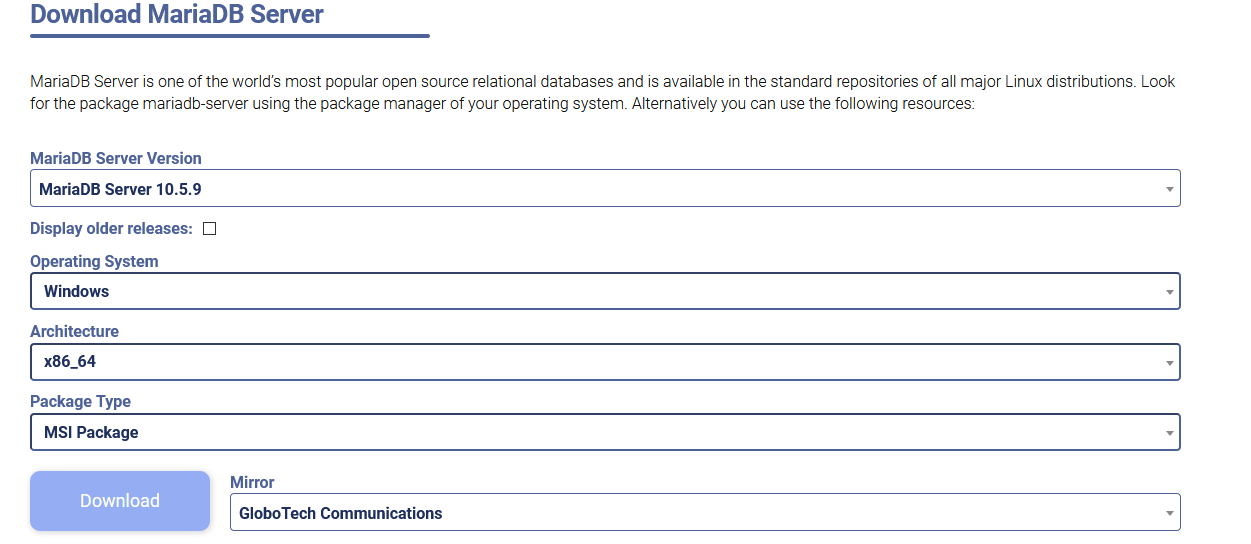 Download MariaDB Server
MariaDB Server is one of the world's most popular open source relational databases and is available in the standard repositories of all major Linux distributions. Look
for the package mariadb-server using the package manager of your operating system. Alternatively you can use the following resources:
MariaDB Server Version
MariaDB Server 10.5.9
Display older releases:
Operating System
Windows
Architecture
x86_64
Package Type
MSI Package
Download
Mirror
GloboTech Communications